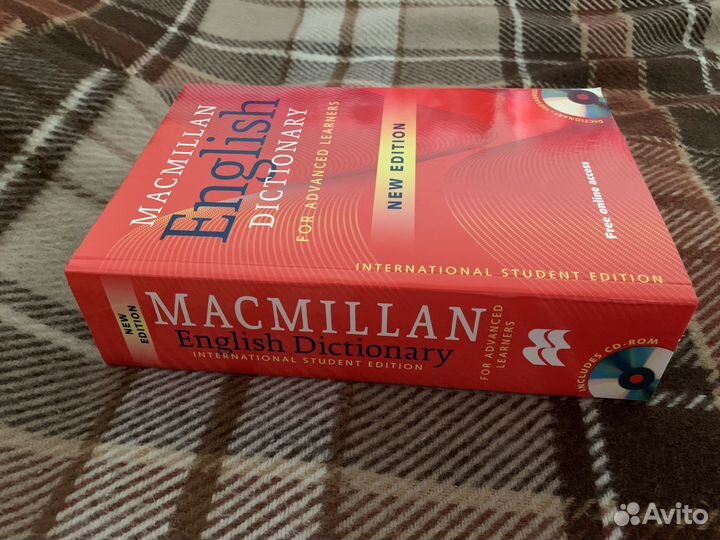 MACMILLAN
English
DICTIONARY
FOR ADVANCED LEARNERS
NEW EDITION
Free online access
INTERNATIONAL STUDENT EDITION
NEW
EDITION
MACMILLAN
English Dictionary
INTERNATIONAL STUDENT EDITION
FOR ADVANCED
LEARNERS
INCLUDES CD-ROM
Avito